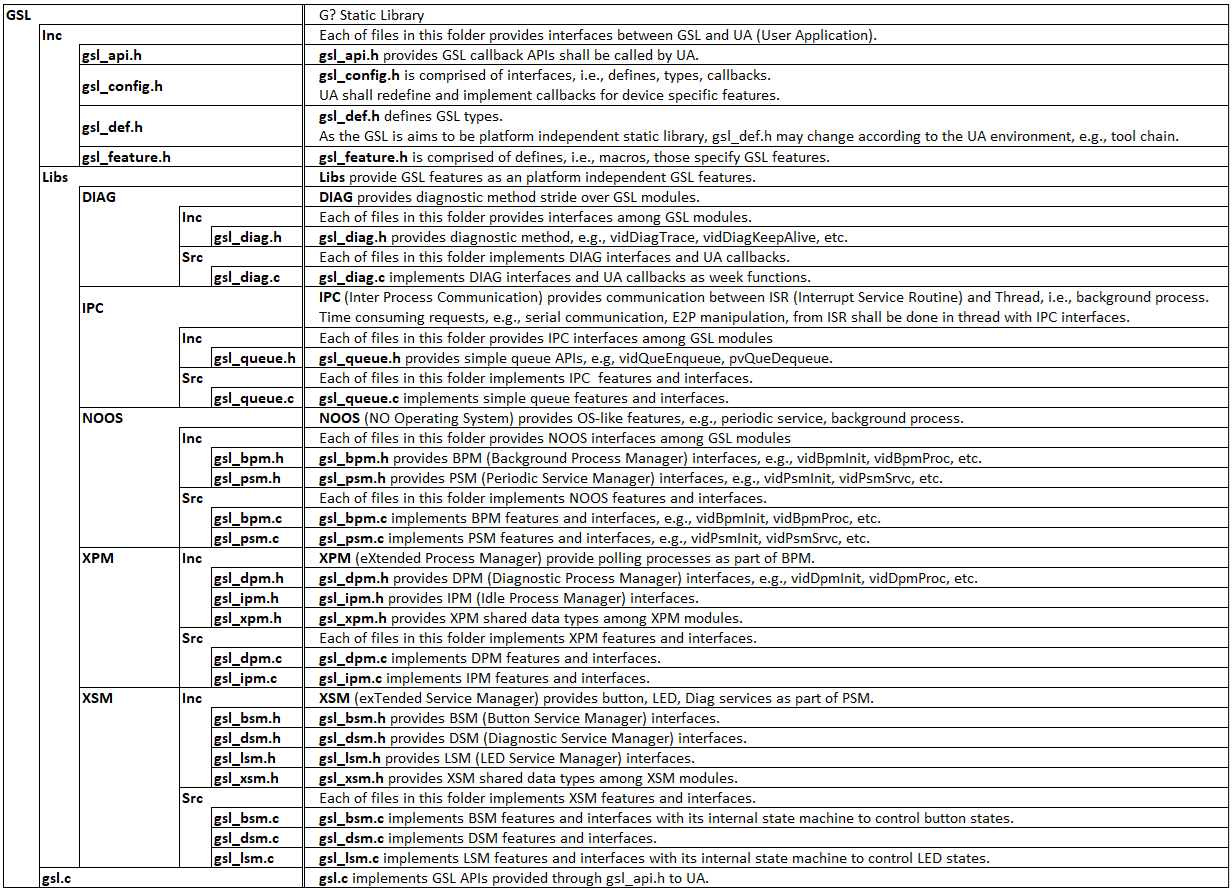 GSL G? Static Library
Inc Each of files in this folder provides interfaces between GSL and UA (User Application).
gsl_api.h gsl_api.h provides GSL callback APIs shall be called by UA.
gsl_config.h gsl_config.h is comprised of interfaces, i.e., defines, types, callbacks.
UA shall redefine and implement callbacks for device specific features.
gsl_def.h gsl_def.h defines GSL types.
As the GSL is aims to be platform independent static library, gsl_def.h may change according to the UA environment, e.g., tool chain.
gsl_feature.h gsl_feature.h is comprised of defines, i.e., macros, those specify GSL features.
Libs Libs provide GSL features as an platform independent GSL features.
DIAG DIAG provides diagnostic method stride over GSL modules.
Inc Each of files in this folder provides interfaces among GSL modules.
gsl_diag.h gsl_diag.h provides diagnostic method, e.g., vidDiagTrace, vidDiagKeepAlive, etc.
Src Each of files in this folder implements DIAG interfaces and UA callbacks.
gsl_diag.c gsl_diag.c implements DIAG interfaces and UA callbacks as week functions.
IPC IPC (Inter Process Communication) provides communication between ISR (Interrupt Service Routine) and Thread, i.e., background process.
Time consuming requests, e.g., serial communication, E2P manipulation, from ISR shall be done in thread with IPC interfaces.
Inc Each of files in this folder provides IPC interfaces among GSL modules
gsl_queue.h gsl_queue.h provides simple queue APIs, e.g, vidQueEnqueue, pvQueDequeue.
Src Each of files in this folder implements IPC features and interfaces.
gsl_queue.c gsl_queue.c implements simple queue features and interfaces.
NOOS NOOS (NO Operating System) provides OS-like features, e.g., periodic service, background process.
Inc Each of files in this folder provides NOOS interfaces among GSL modules
gsl_bpm.h gsl_bpm.h provides BPM (Background Process Manager) interfaces, e.g., vidBpmInit, vidBpmProc, etc.
gsl_psm.h gsl_psm.h provides PSM (Periodic Service Manager) interfaces, e.g., vidPsmInit, vidPsmSrvc, etc.
Src Each of files in this folder implements NOOS features and interfaces.
gsl_bpm.c gsl_bpm.c implements BPM features and interfaces, e.g., vidBpmInit, vidBpmProc, etc.
gsl_psm.c gsl_psm.c implements PSM features and interfaces, e.g., vidPsmInit, vidPsmSrvc, etc.
XPM Inc XPM (eXtended Process Manager) provide polling processes as part of BPM.
gsl_dpm.h gsl_dpm.h provides DPM (Diagnostic Process Manager) interfaces, e.g., vidDpmInit, vidDpmProc, etc.
gsl_ipm.h gsl_ipm.h provides IPM (Idle Process Manager) interfaces.
gsl_xpm.h gsl_xpm.h provides XPM shared data types among XPM modules.
Src Each of files in this folder implements XPM features and interfaces.
gsl_dpm.c gsl_dpm.c implements DPM features and interfaces.
gsl_ipm.c gsl_ipm.c implements IPM features and interfaces.
XSM Inc XSM (exTended Service Manager) provides button, LED, Diag services as part of PSM.
gsl_bsm.h gsl_bsm.h provides BSM (Button Service Manager) interfaces.
gsl_dsm.h gsl_dsm.h provides DSM (Diagnostic Service Manager) interfaces.
gsl_lsm.h gsl_lsm.h provides LSM (LED Service Manager) interfaces.
gsl_xsm.h gsl_xsm.h provides XSM shared data types among XSM modules.
Src Each of files in this folder implements XSM features and interfaces.
gsl_bsm.c gsl_bsm.c implements BSM features and interfaces with its internal state machine to control button states.
gsl_dsm.c gsl_dsm.c implements DSM features and interfaces.
gsl_lsm.c gsl_lsm.c implements LSM features and interfaces with its internal state machine to control LED states.
gsl.c gsl.c implements GSL APIs provided through gsl_api.h to UA.